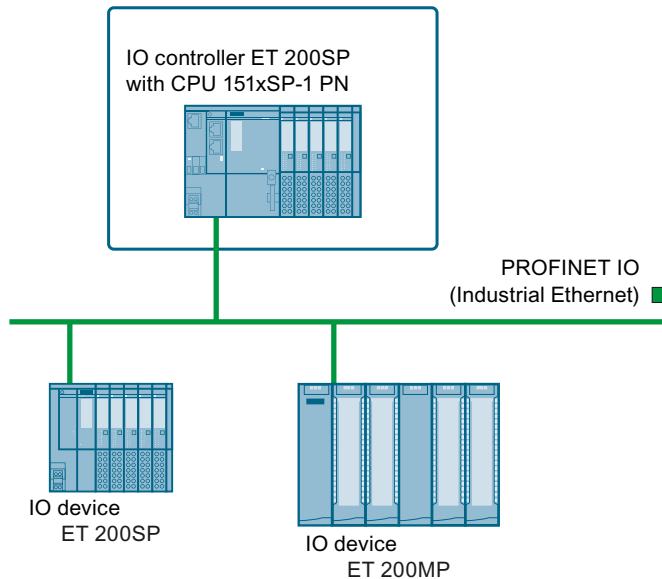 IO controller ET 200SP
with CPU 151xSP-1 PN
PROFINET IO
(Industrial Ethernet)
IO device
ET 200SP
IO device
ET 200MP